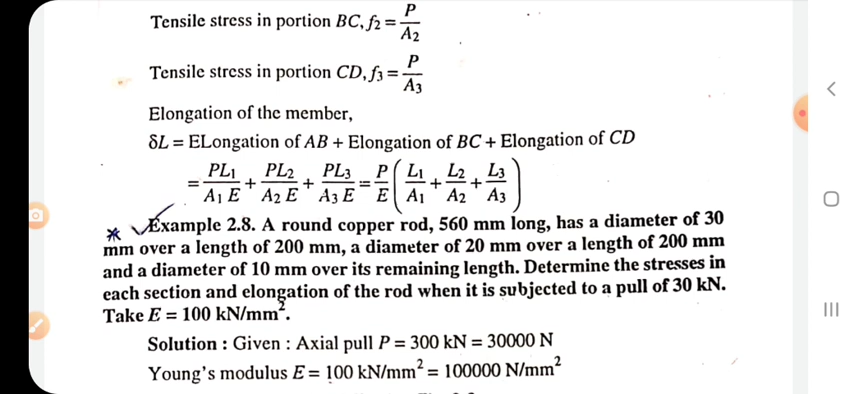 Tensile stress in portion BC, f₂ = P/A₂
Tensile stress in portion CD, f₃ = P/A₃
Elongation of the member,
δL = ELongation of AB + Elongation of BC + Elongation of CD
= PL₁/A₁ E + PL₂/A₂ E + PL₃/A₃ E = P/E (L₁/A₁ + L₂/A₂ + L₃/A₃)
* ✓Example 2.8. A round copper rod, 560 mm long, has a diameter of 30
mm over a length of 200 mm, a diameter of 20 mm over a length of 200 mm
and a diameter of 10 mm over its remaining length. Determine the stresses in
each section and elongation of the rod when it is subjected to a pull of 30 kN.
Take E = 100 kN/mm².
Solution : Given : Axial pull P = 300 kN = 30000 N
Young's modulus E = 100 kN/mm² = 100000 N/mm²